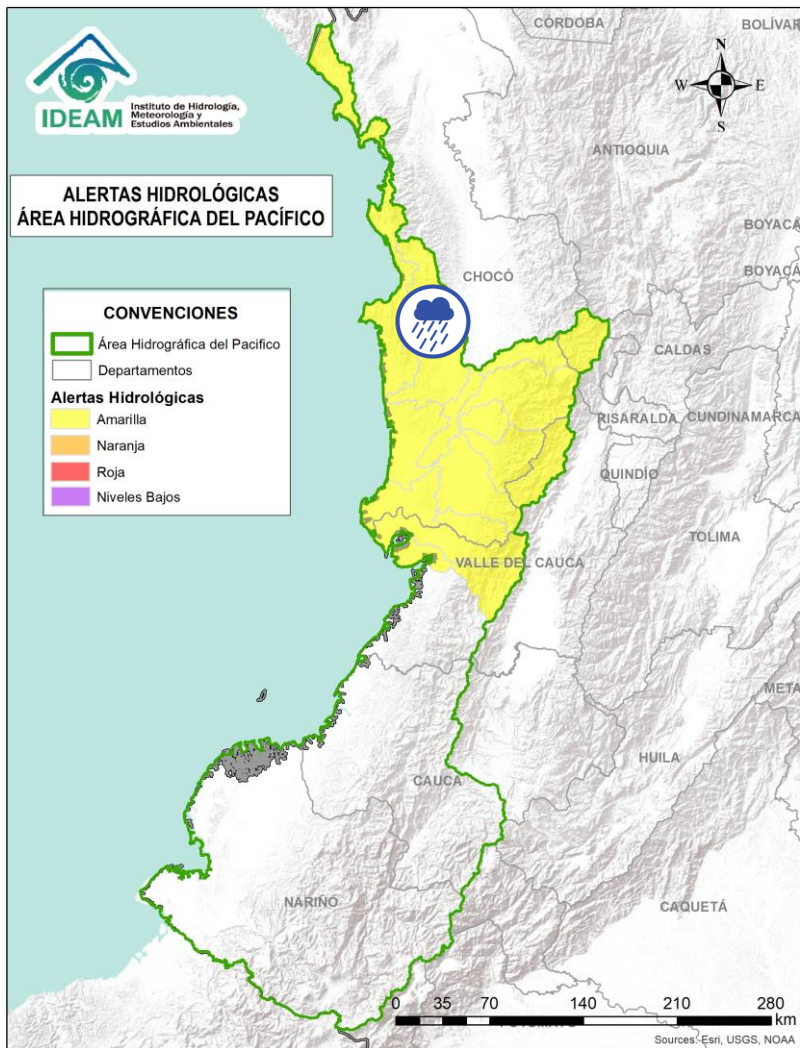 CÓRDOBA
BOLÍVAR
N
W
E
S
IDEAM
Instituto de Hidrología,
Meteorología y
Estudios Ambientales
ANTIOQUIA
ALERTAS HIDROLÓGICAS
ÁREA HIDROGRÁFICA DEL PACÍFICO
BOYACÁ
BOYACÁ
CHOCÓ
CONVENCIONES
Área Hidrográfica del Pacifico
Departamentos
Alertas Hidrológicas
Amarilla
Naranja
Roja
Niveles Bajos
CALDAS
RISARALDA
CUNDINAMARCA
QUINDÍO
TOLIMA
VALLE DEL CAUCA
META
HUILA
CAUCA
NARIÑO
CAQUETÁ
0 35 70 140 210 280
km
Sources: Esri, USGS, NOAA